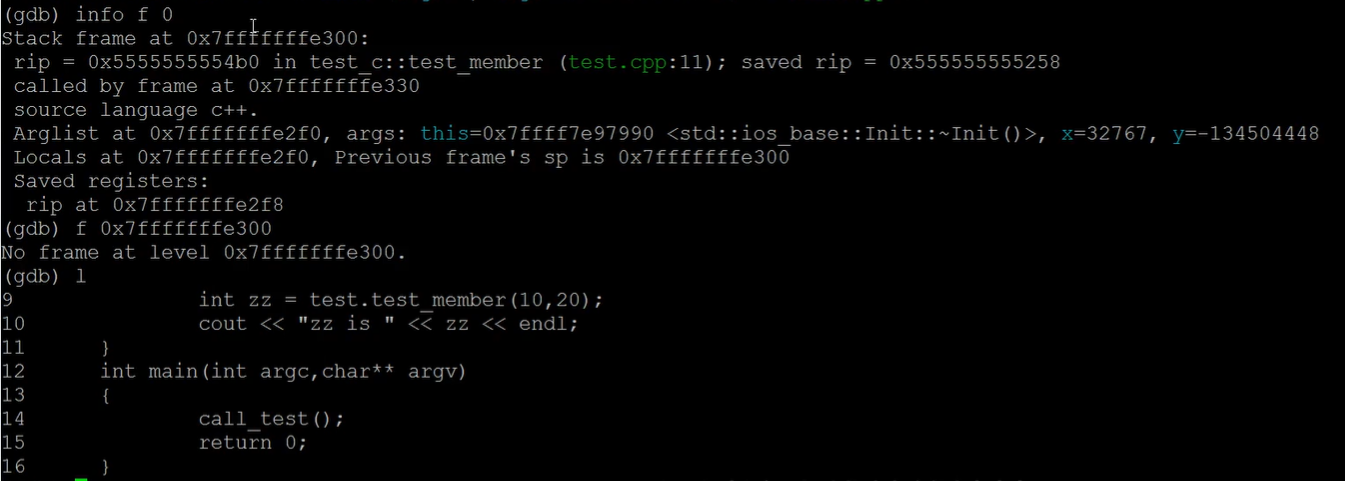 (gdb) info f 0
Stack frame at 0x7fffffffe300:
 rip = 0x5555555554b0 in test_c::test_member (test.cpp:11); saved rip = 0x555555555258
 called by frame at 0x7fffffffe330
 source language c++.
 Arglist at 0x7fffffffe2f0, args: this=0x7ffff7e97990 <std::ios_base::Init::~Init()>, x=32767, y=-134504448
 Locals at 0x7fffffffe2f0, Previous frame's sp is 0x7fffffffe300
 Saved registers:
  rip at 0x7fffffffe2f8
(gdb) f 0x7fffffffe300
No frame at level 0x7fffffffe300.
(gdb) l
9               int zz = test.test_member(10,20);
10              cout << "zz is " << zz << endl;
11      }
12      int main(int argc,char** argv)
13      {
14              call_test();
15              return 0;
16      }